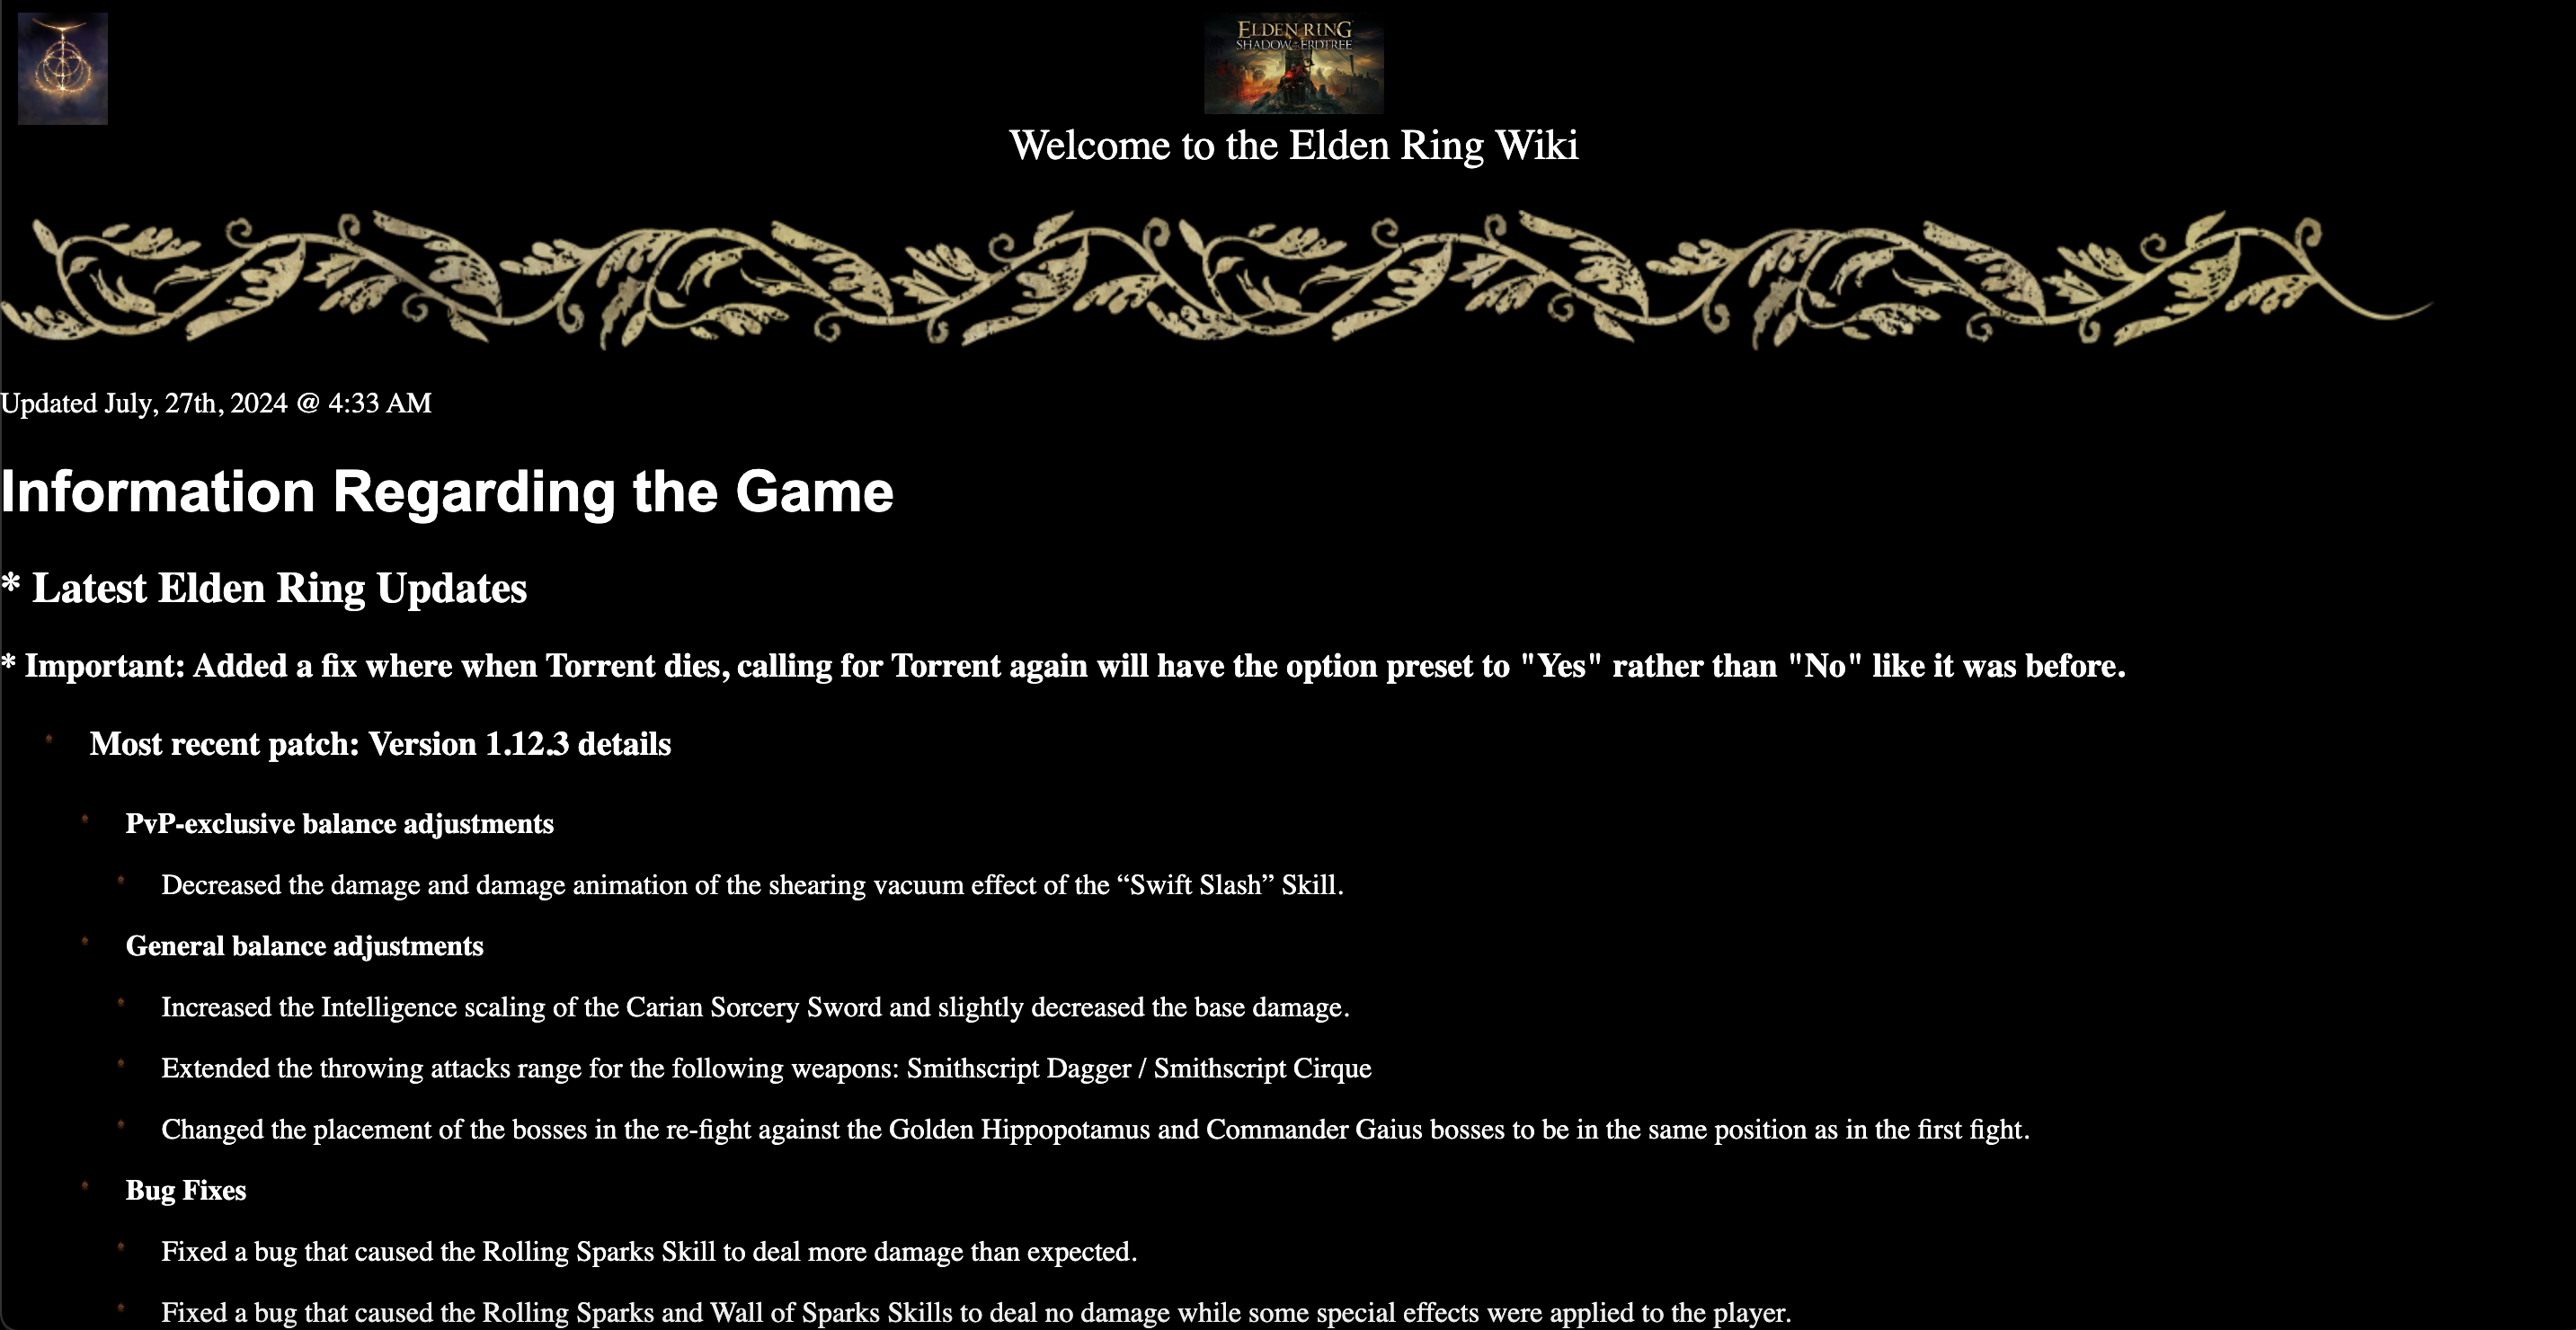 ELDEN RING
SHADOW OF THE ERDTREE
Welcome to the Elden Ring Wiki
Updated July, 27th, 2024 @ 4:33 AM
Information Regarding the Game
* Latest Elden Ring Updates
* Important: Added a fix where when Torrent dies, calling for Torrent again will have the option preset to "Yes" rather than "No" like it was before.
Most recent patch: Version 1.12.3 details
PvP-exclusive balance adjustments
Decreased the damage and damage animation of the shearing vacuum effect of the “Swift Slash” Skill.
General balance adjustments
Increased the Intelligence scaling of the Carian Sorcery Sword and slightly decreased the base damage.
Extended the throwing attacks range for the following weapons: Smithscript Dagger / Smithscript Cirque
Changed the placement of the bosses in the re-fight against the Golden Hippopotamus and Commander Gaius bosses to be in the same position as in the first fight.
Bug Fixes
Fixed a bug that caused the Rolling Sparks Skill to deal more damage than expected.
Fixed a bug that caused the Rolling Sparks and Wall of Sparks Skills to deal no damage while some special effects were applied to the player.